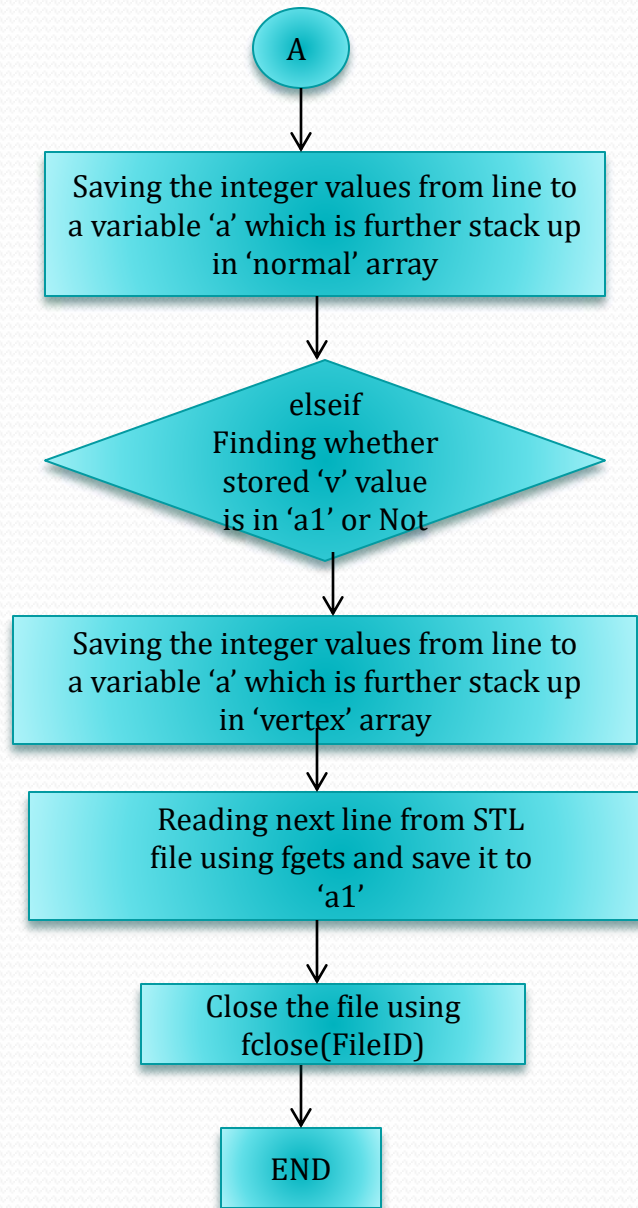 A
Saving the integer values from line to
a variable ‘a’ which is further stack up
in ‘normal’ array
elseif
Finding whether
stored ‘v’ value
is in ‘a1’ or Not
Saving the integer values from line to
a variable ‘a’ which is further stack up
in ‘vertex’ array
Reading next line from STL
file using fgets and save it to
‘a1’
Close the file using
fclose(FileID)
END